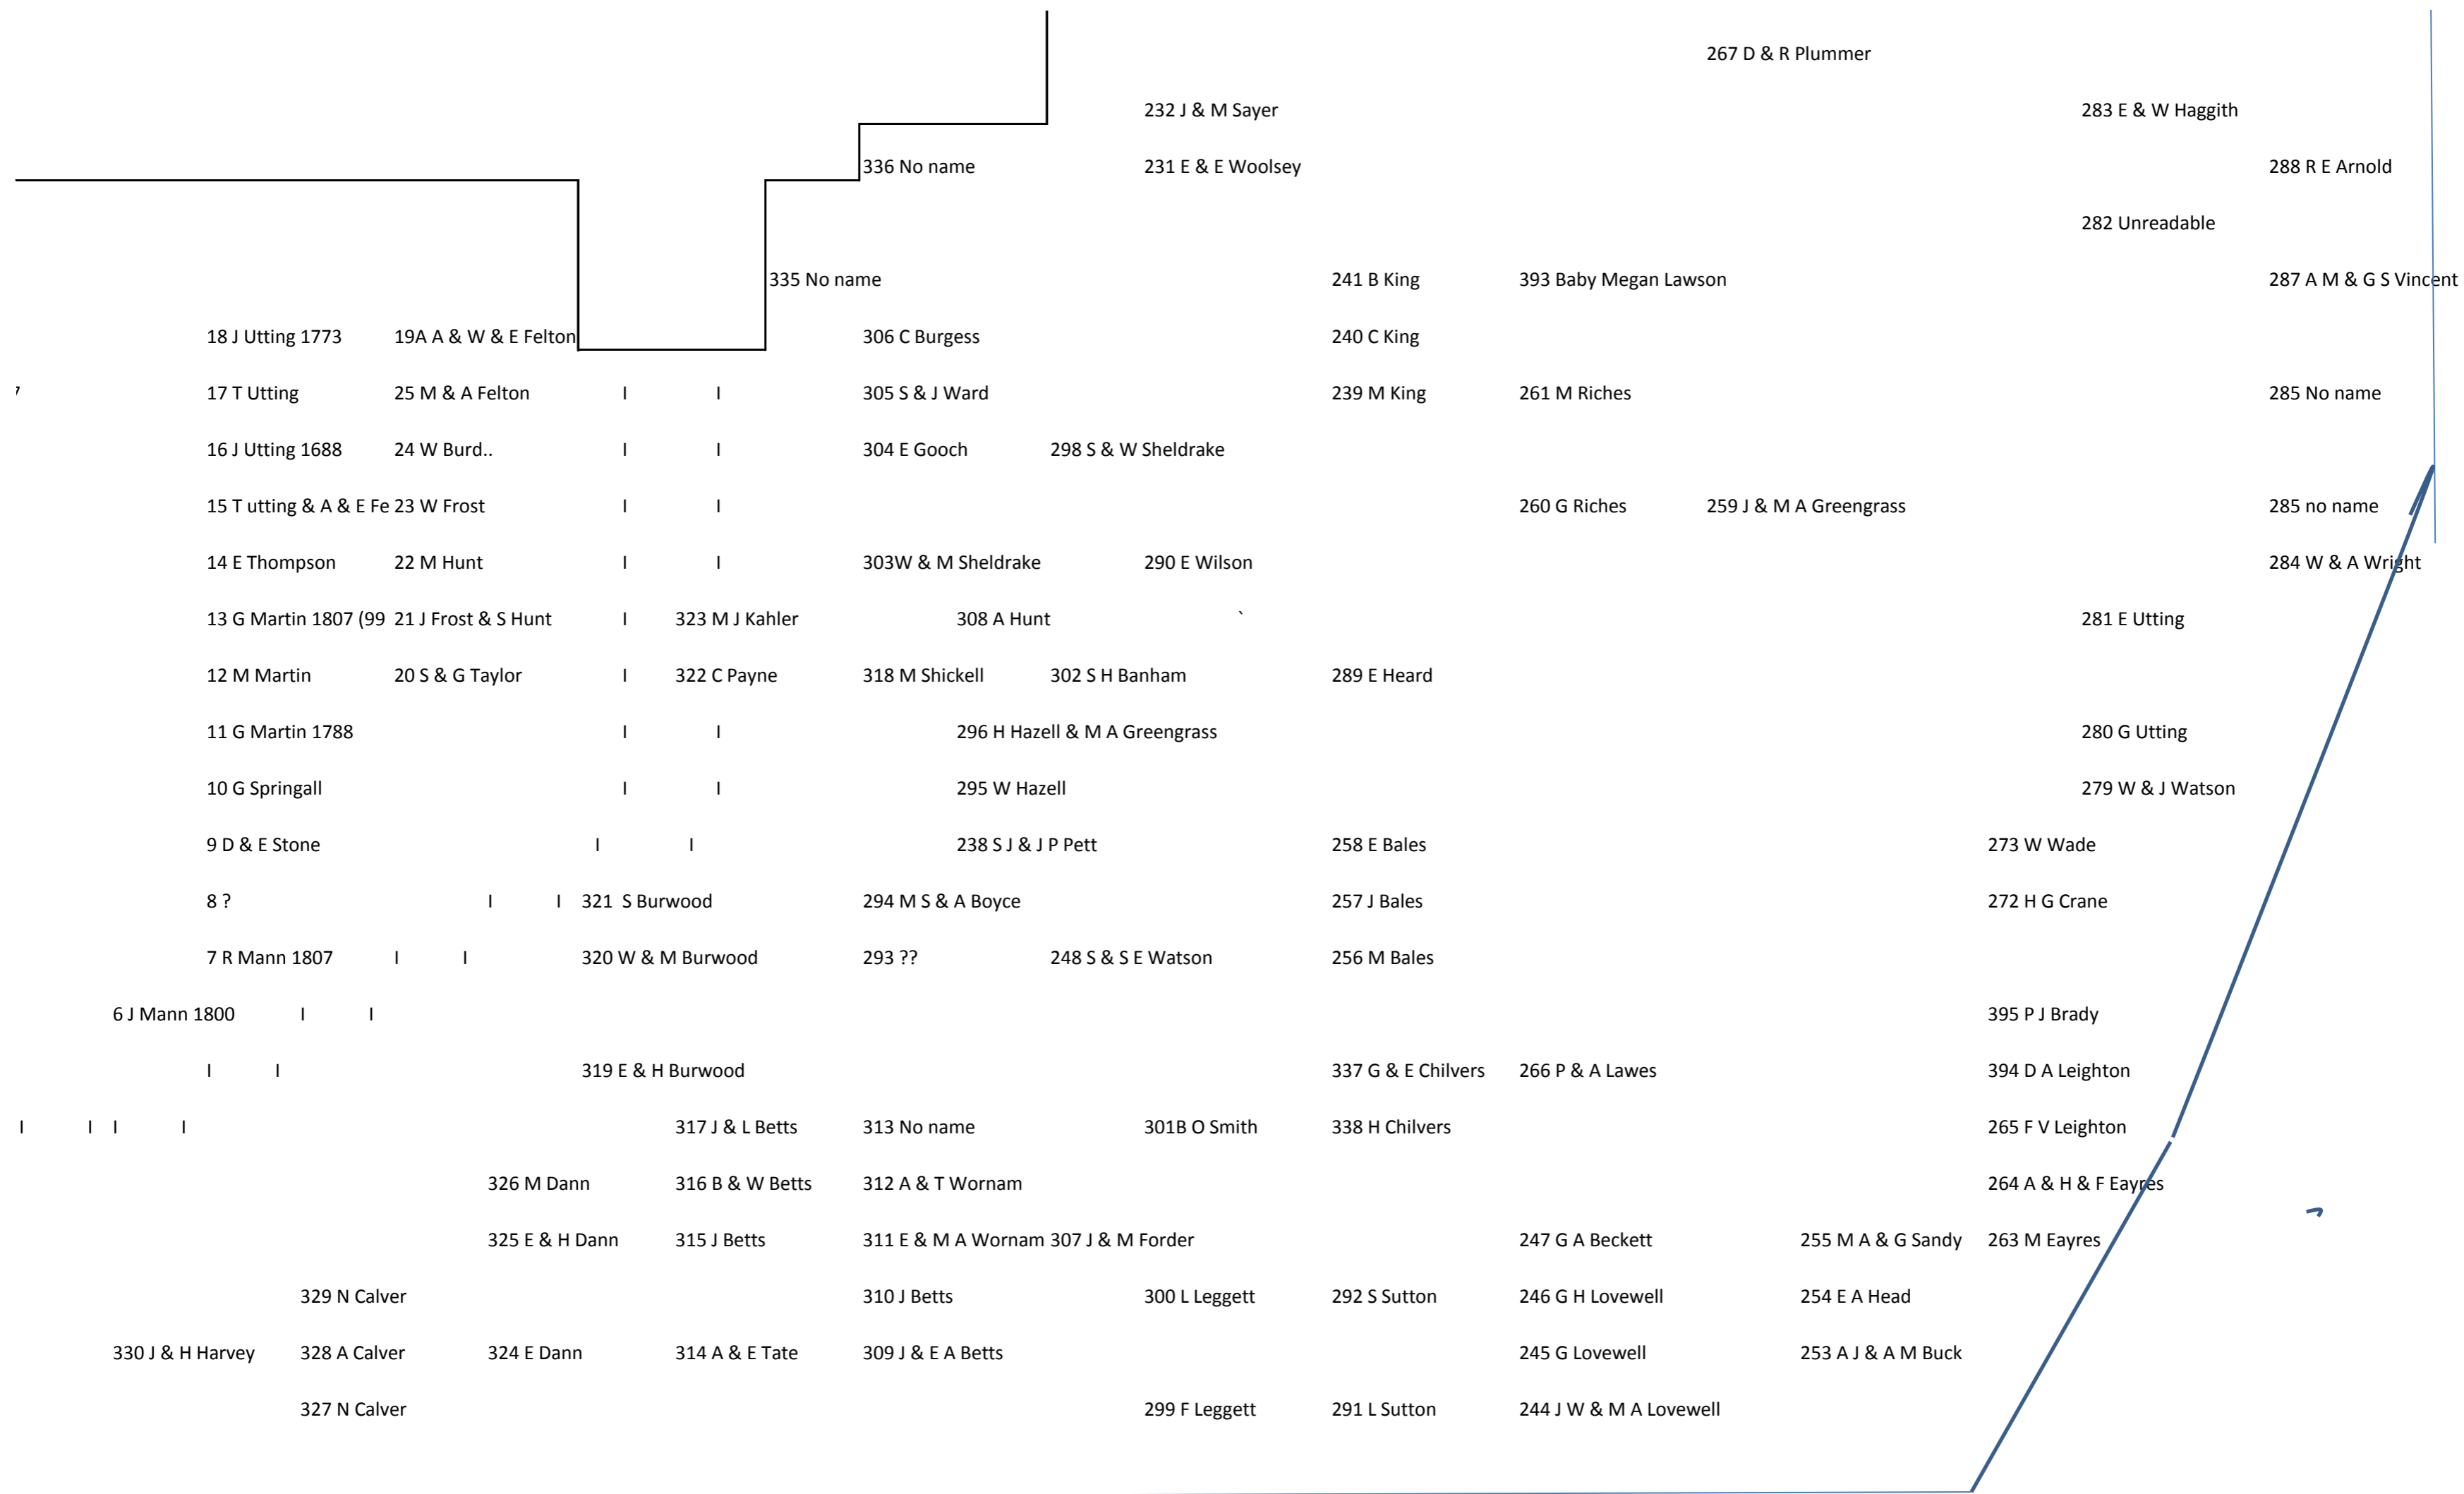 267 D & R Plummer
232 J & M Sayer 283 E & W Haggith
336 No name 231 E & E Woolsey 288 R E Arnold
282 Unreadable
335 No name 241 B King 393 Baby Megan Lawson 287 A M & G S Vincent
18 J Utting 1773 19A A & W & E Felton 306 C Burgess 240 C King
17 T Utting 25 M & A Felton I I 305 S & J Ward 239 M King 261 M Riches 285 No name
16 J Utting 1688 24 W Burd.. I I 304 E Gooch 298 S & W Sheldrake
15 T utting & A & E Fe 23 W Frost I I 260 G Riches 259 J & M A Greengrass 285 no name
14 E Thompson 22 M Hunt I I 303W & M Sheldrake 290 E Wilson 284 W & A Wright
13 G Martin 1807 (99 21 J Frost & S Hunt I 323 M J Kahler 308 A Hunt ` 281 E Utting
12 M Martin 20 S & G Taylor I 322 C Payne 318 M Shickell 302 S H Banham 289 E Heard
11 G Martin 1788 I I 296 H Hazell & M A Greengrass 280 G Utting
10 G Springall I I 295 W Hazell 279 W & J Watson
9 D & E Stone I I 238 S J & J P Pett 258 E Bales 273 W Wade
8 ? I I 321 S Burwood 294 M S & A Boyce 257 J Bales 272 H G Crane
7 R Mann 1807 I I 320 W & M Burwood 293 ?? 248 S & S E Watson 256 M Bales
6 J Mann 1800 I I 395 P J Brady
I I 319 E & H Burwood 337 G & E Chilvers 266 P & A Lawes 394 D A Leighton
I I I I 317 J & L Betts 313 No name 301B O Smith 338 H Chilvers 265 F V Leighton
326 M Dann 316 B & W Betts 312 A & T Wornam 264 A & H & F Eayres
325 E & H Dann 315 J Betts 311 E & M A Wornam 307 J & M Forder 247 G A Beckett 255 M A & G Sandy 263 M Eayres
329 N Calver 310 J Betts 300 L Leggett 292 S Sutton 246 G H Lovewell 254 E A Head
330 J & H Harvey 328 A Calver 324 E Dann 314 A & E Tate 309 J & E A Betts 245 G Lovewell 253 A J & A M Buck
327 N Calver 299 F Leggett 291 L Sutton 244 J W & M A Lovewell